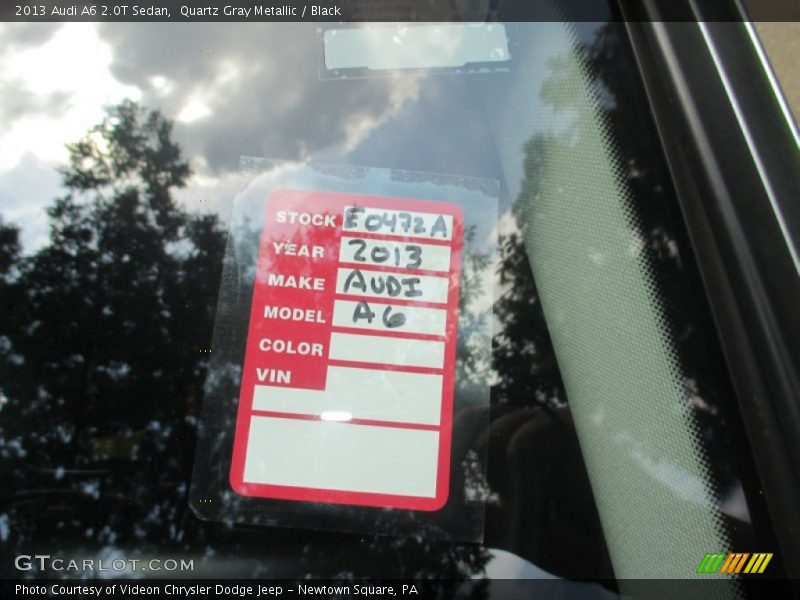 2013 Audi A6 2.0T Sedan,  Quartz Gray Metallic / Black
STOCK E0472A
YEAR 2013
MAKE AUDI
MODEL A6
COLOR
VIN
GTCARLOT.COM
Photo Courtesy of Videon Chrysler Dodge Jeep - Newtown Square, PA